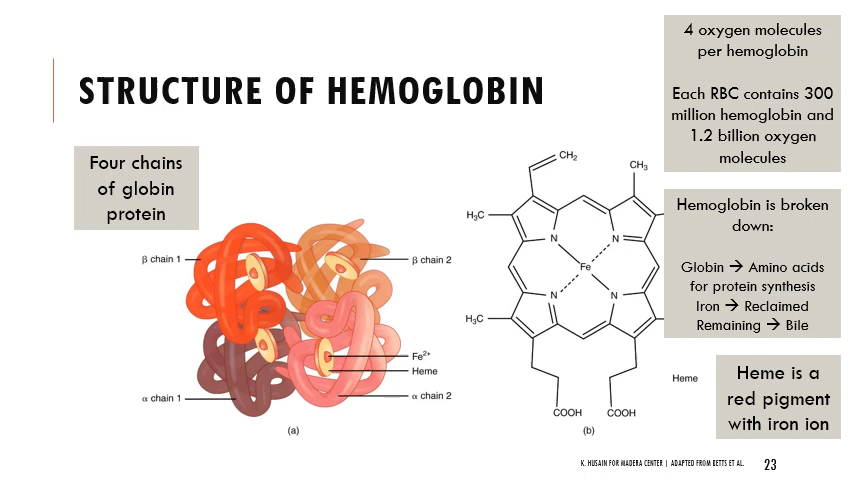 STRUCTURE OF HEMOGLOBIN
4 oxygen molecules
per hemoglobin
Each RBC contains 300
million hemoglobin and
1.2 billion oxygen
molecules
Four chains
of globin
protein
β chain 1
β chain 2
Fe2+
Heme
α chain 1
α chain 2
(a)
CH2
CH3
H3C
N
N
Fe
N
N
H3C
COOH
COOH
Heme
(b)
Hemoglobin is broken
down:
Globin → Amino acids
for protein synthesis
Iron → Reclaimed
Remaining → Bile
Heme is a
red pigment
with iron ion
K. HUSAIN FOR MADERA CENTER | ADAPTED FROM BETTS ET AL.
23